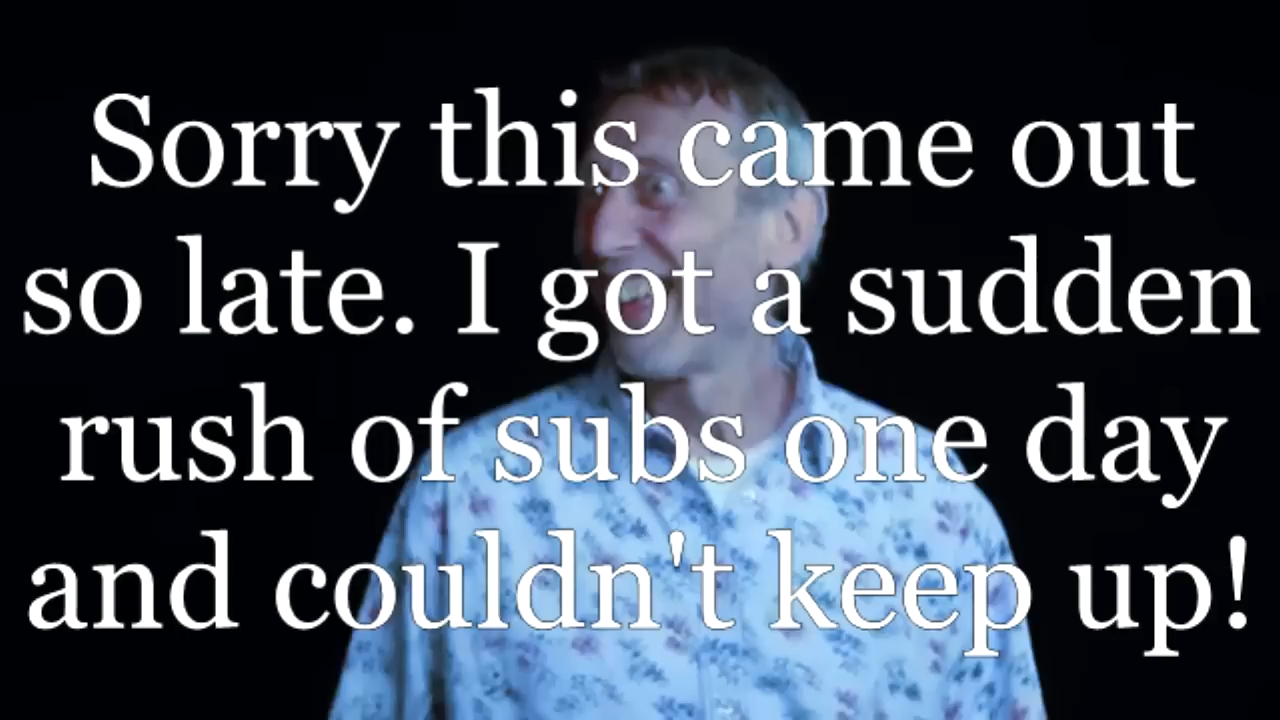 Sorry this came out
so late. I got a sudden
rush of subs one day
and couldn't keep up!